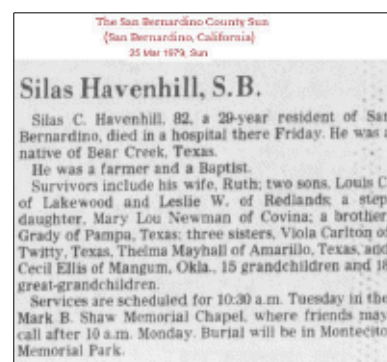 The San Bernardino County Sun
(San Bernardino, California)
25 Mar 1979, Sun
Silas Havenhill, S.B.
Silas C. Havenhill, 82, a 29-year resident of San
Bernardino, died in a hospital there Friday. He was a
native of Bear Creek, Texas.
He was a farmer and a Baptist.
Survivors include his wife, Ruth; two sons, Louis C
of Lakewood and Leslie W. of Redlands; a step
daughter, Mary Lou Newman of Covina; a brother
Grady of Pampa, Texas; three sisters, Viola Carlton of
Twitty, Texas, Thelma Mayhall of Amarillo, Texas, and
Cecil Ellis of Mangum, Okla., 15 grandchildren and 18
great-grandchildren.
Services are scheduled for 10:30 a.m. Tuesday in the
Mark B. Shaw Memorial Chapel, where friends may
call after 10 a.m. Monday. Burial will be in Montecito
Memorial Park.